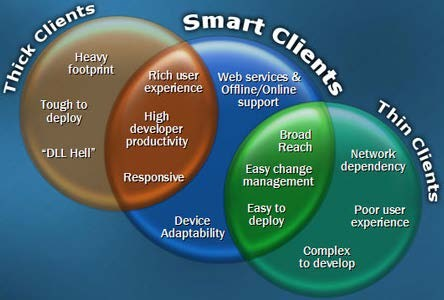 Thick Clients
Smart Clients
Thin Clients
Heavy
footprint
Tough to
deploy
"DLL Hell"
Rich user
experience
High
developer
productivity
Responsive
Web services &
Offline/Online
support
Device
Adaptability
Broad
Reach
Easy change
management
Easy to
deploy
Network
dependency
Poor user
experience
Complex
to develop